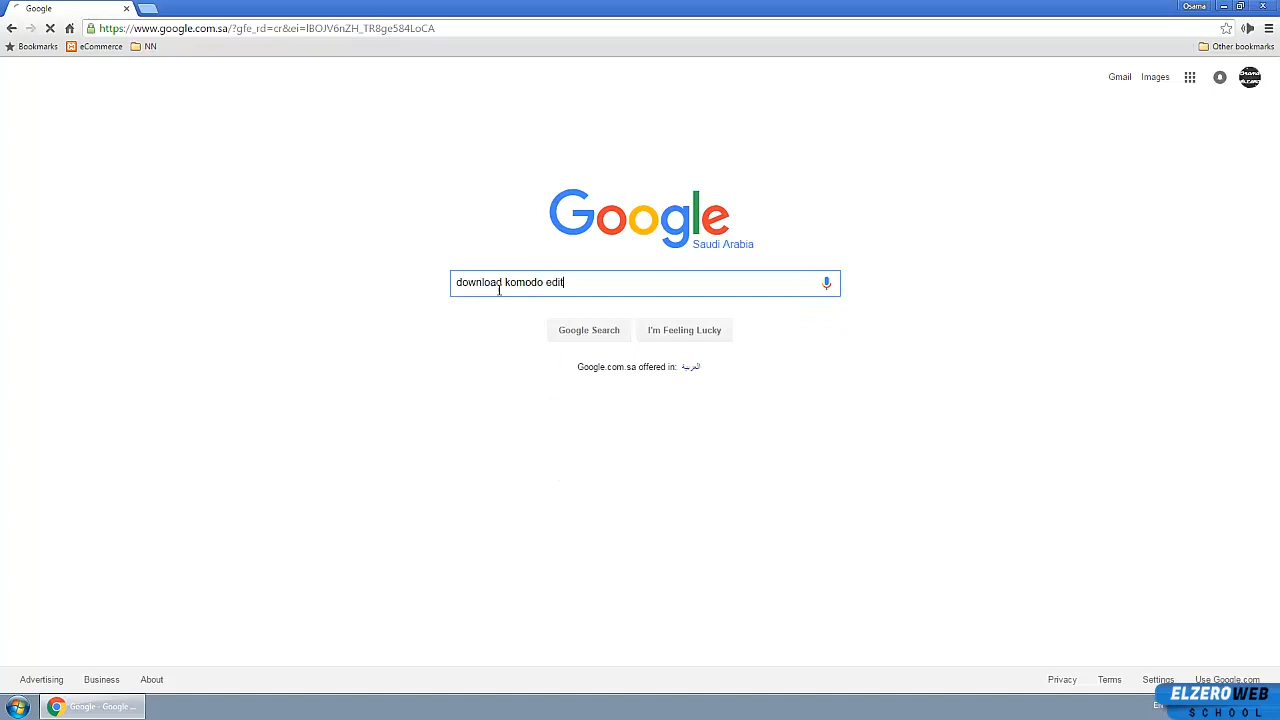 Google
Osama
https://www.google.com.sa/?gfe_rd=cr&ei=lBOJV6nZH_TR8ge584LoCA
Bookmarks eCommerce NN Other bookmarks
Gmail Images
Google
Saudi Arabia
download komodo edit
Google Search I'm Feeling Lucky
Google.com.sa offered in: العربية
Advertising Business About Privacy Terms Settings Use Google.com
Google - Google ...
ELZEROWEB
SCHOOL